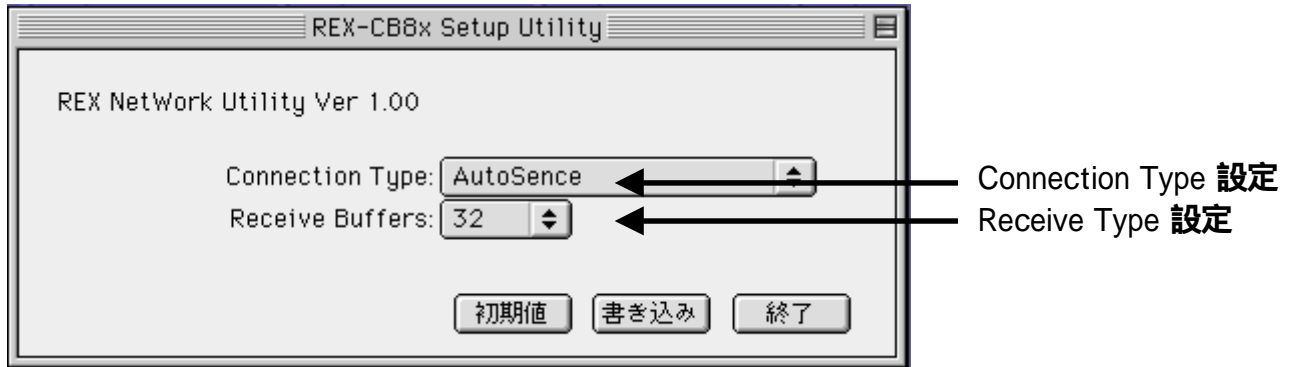 REX-CB8x Setup Utility
REX NetWork Utility Ver 1.00
Connection Type: AutoSence
Receive Buffers: 32
Connection Type 設定
Receive Type 設定
初期値 書き込み 終了